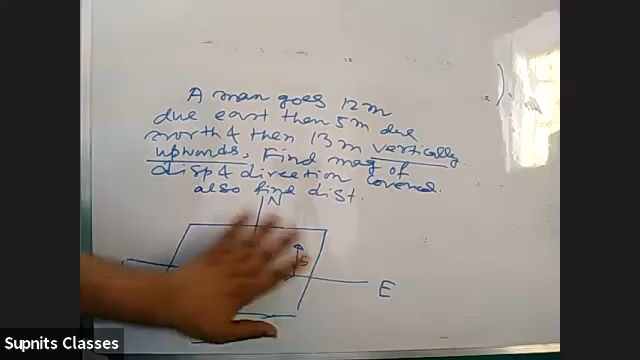 A man goes 12m
due east then 5m due
north & then 13m vertically
upwards, Find mag of
disp & direction covered.
also find dist.
N
5
E
Supnits Classes